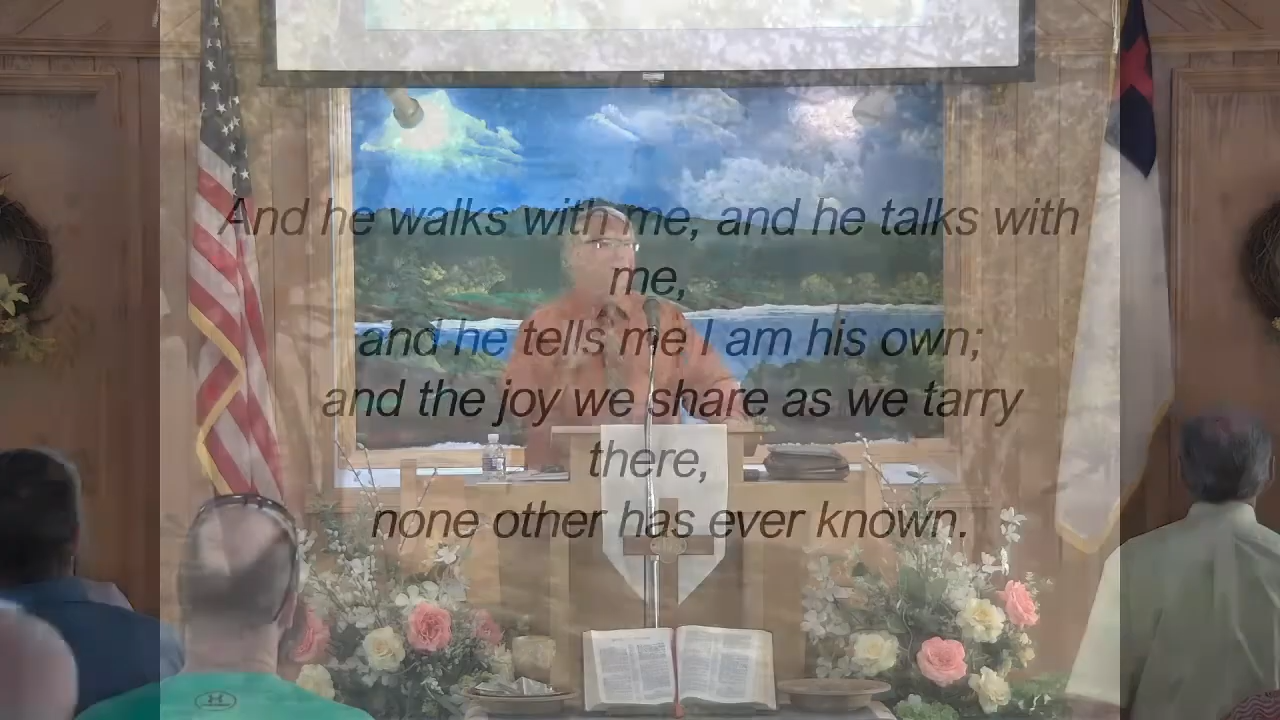 And he walks with me, and he talks with
me,
and he tells me I am his own;
and the joy we share as we tarry
there,
none other has ever known.